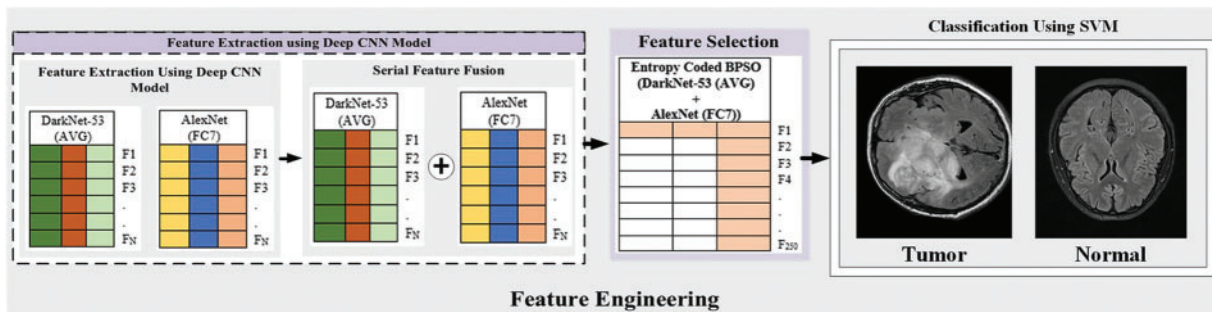 Feature Extraction using Deep CNN Model
Feature Extraction Using Deep CNN
Model
DarkNet-53
(AVG)
F1
F2
F3
.
.
FN
AlexNet
(FC7)
F1
F2
F3
.
.
FN
Serial Feature Fusion
DarkNet-53
(AVG)
F1
F2
F3
.
.
FN
+
AlexNet
(FC7)
F1
F2
F3
.
.
FN
Feature Selection
Entropy Coded BPSO
(DarkNet-53 (AVG)
+
AlexNet (FC7))
F1
F2
F3
F4
.
.
.
F250
Classification Using SVM
Tumor
Normal
Feature Engineering